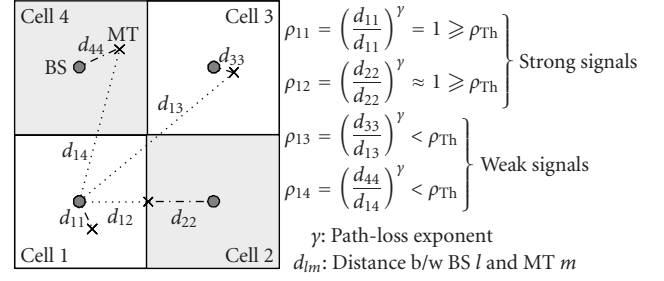 Cell 4
Cell 3
MT
d44
BS
d33
d13
d14
d11
d12
d22
Cell 1
Cell 2
ρ11 = (d11/d11)^γ = 1 ⩾ ρTh
ρ12 = (d22/d22)^γ ≈ 1 ⩾ ρTh
Strong signals
ρ13 = (d33/d13)^γ < ρTh
ρ14 = (d44/d14)^γ < ρTh
Weak signals
γ: Path-loss exponent
dlm: Distance b/w BS l and MT m